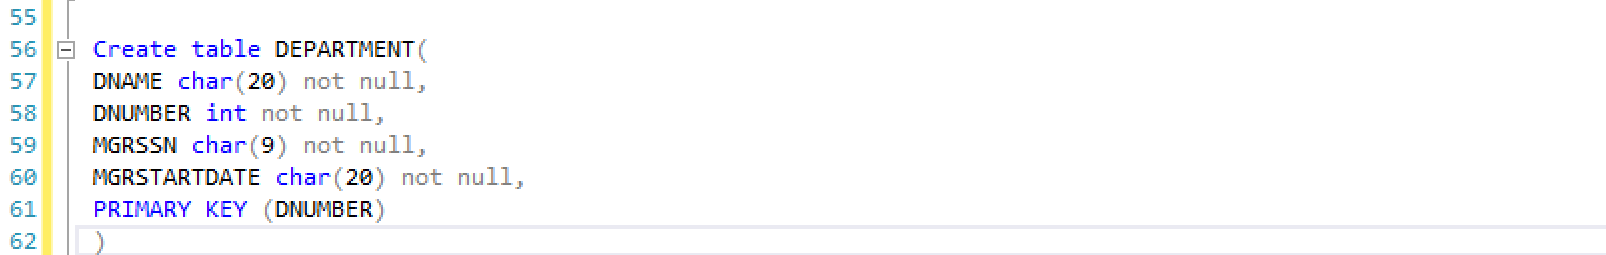 55
56 Create table DEPARTMENT(
57 DNAME char(20) not null,
58 DNUMBER int not null,
59 MGRSSN char(9) not null,
60 MGRSTARTDATE char(20) not null,
61 PRIMARY KEY (DNUMBER)
62 )